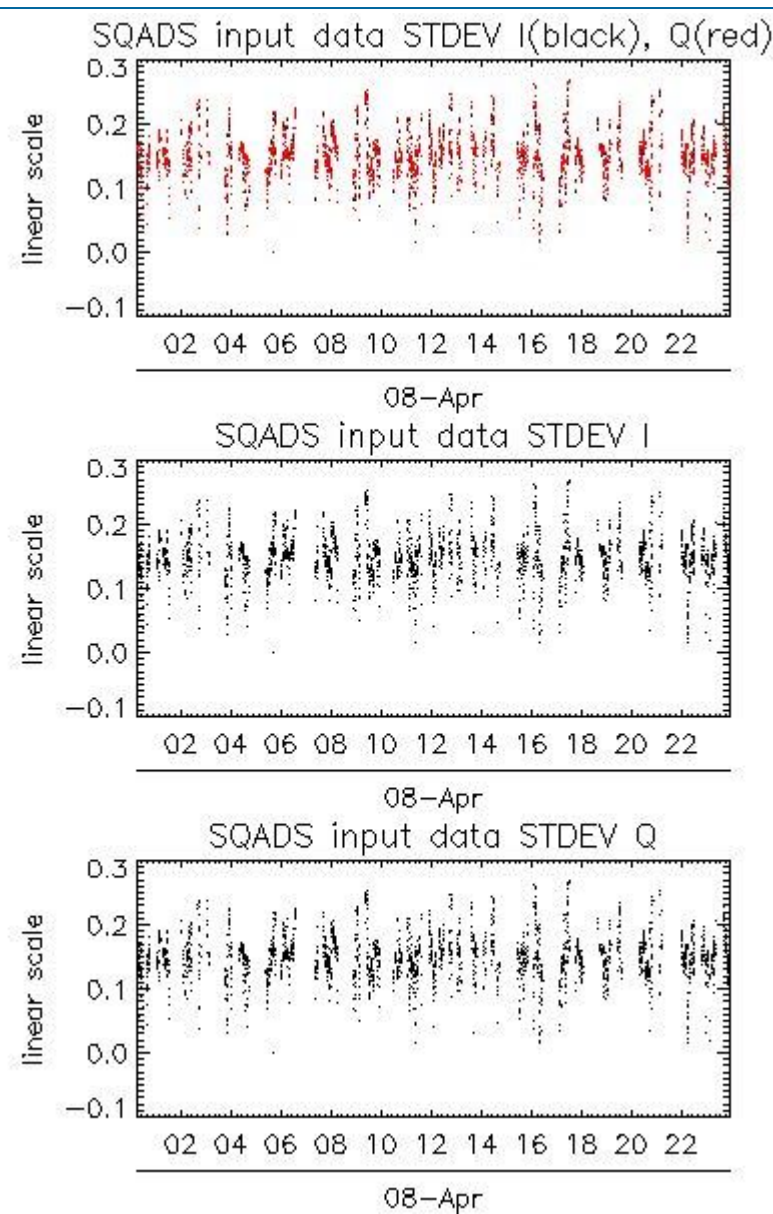 SQADS input data STDEV I(black), Q(red)
0.3
0.2
0.1
0.0
−0.1
linear scale
02 04 06 08 10 12 14 16 18 20 22
08-Apr
SQADS input data STDEV I
0.3
0.2
0.1
0.0
−0.1
linear scale
02 04 06 08 10 12 14 16 18 20 22
08-Apr
SQADS input data STDEV Q
0.3
0.2
0.1
0.0
−0.1
linear scale
02 04 06 08 10 12 14 16 18 20 22
08-Apr